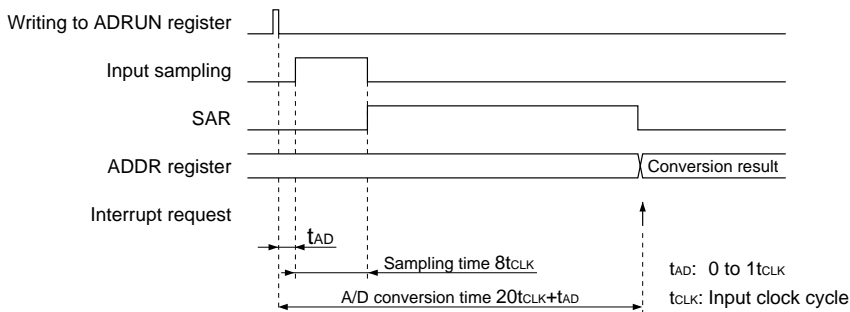 Writing to ADRUN register
Input sampling
SAR
ADDR register
Conversion result
Interrupt request
tAD
Sampling time 8tCLK
tAD: 0 to 1tCLK
A/D conversion time 20tCLK+tAD
tCLK: Input clock cycle